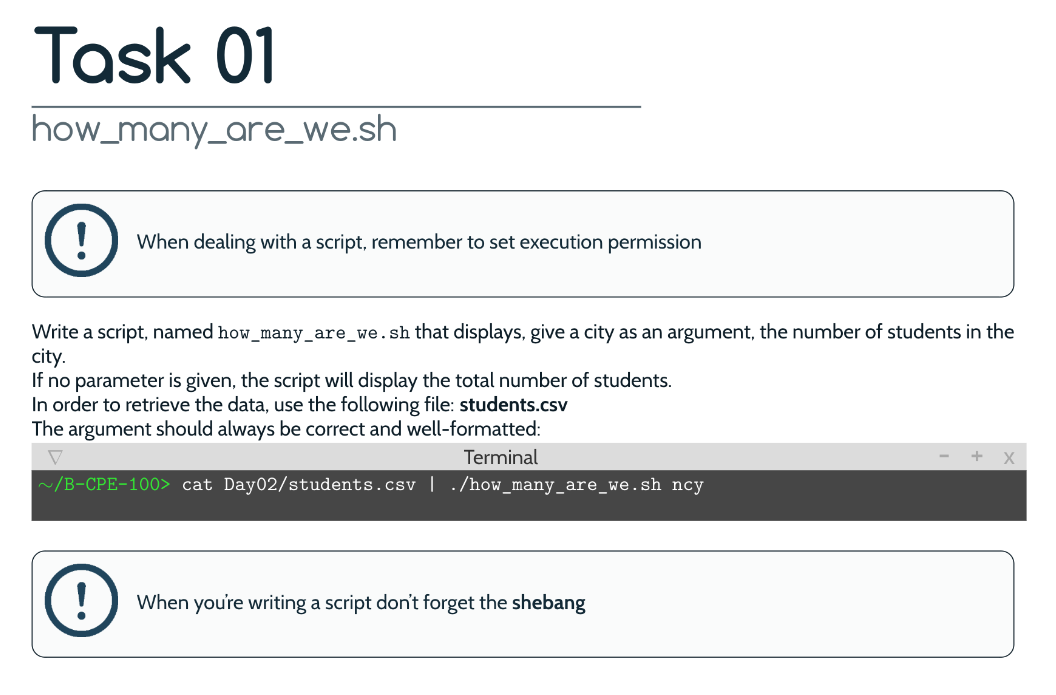 Task 01
how_many_are_we.sh
!
When dealing with a script, remember to set execution permission
Write a script, named how_many_are_we.sh that displays, give a city as an argument, the number of students in the
city.
If no parameter is given, the script will display the total number of students.
In order to retrieve the data, use the following file: students.csv
The argument should always be correct and well-formatted:
▽ Terminal - + x
~/B-CPE-100> cat Day02/students.csv | ./how_many_are_we.sh ncy
!
When you're writing a script don't forget the shebang